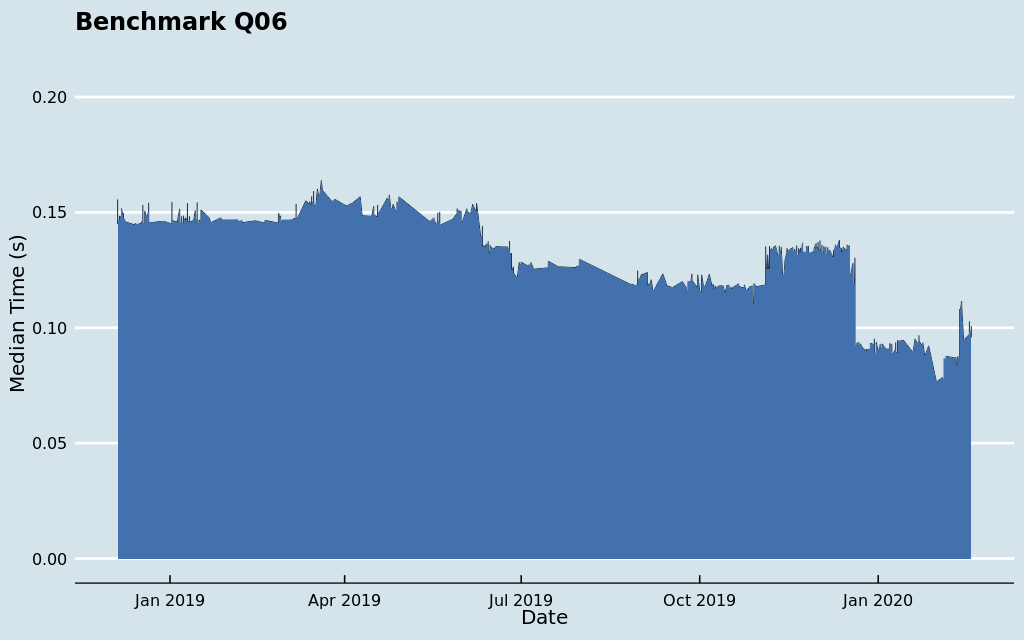 Benchmark Q06
Median Time (s)
0.20
0.15
0.10
0.05
0.00
Jan 2019
Apr 2019
Jul 2019
Oct 2019
Jan 2020
Date